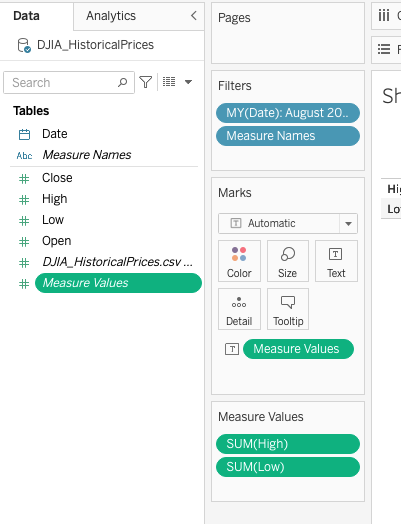 Data
Analytics
DJIA_HistoricalPrices
Search
Tables
Date
Abc Measure Names
Close
High
Low
Open
DJIA_HistoricalPrices.csv ...
Measure Values
Pages
Filters
MY(Date): August 20..
Measure Names
Marks
Automatic
Color Size Text
Detail Tooltip
Measure Values
Measure Values
SUM(High)
SUM(Low)
Sh